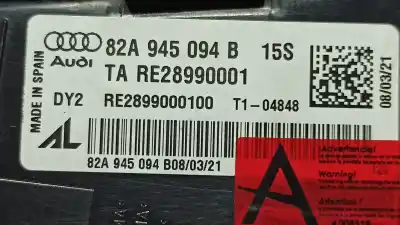 Audi
82A 945 094 B 15S
TA RE28990001
DY2 RE2899000100 T1-04848
MADE IN SPAIN
08/03/21
AL
82A 945 094 B08/03/21
¡Advertencia!
Warning!
A